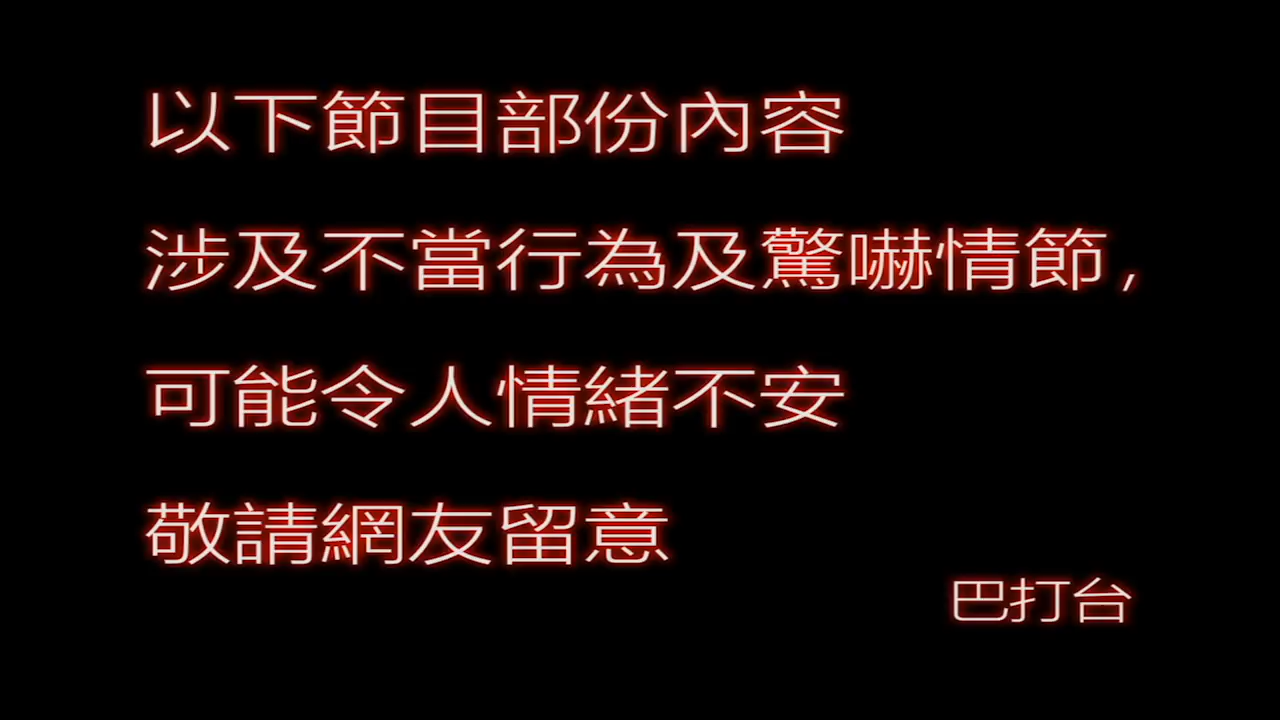 以下節目部份內容
涉及不當行為及驚嚇情節,
可能令人情緒不安
敬請網友留意
巴打台